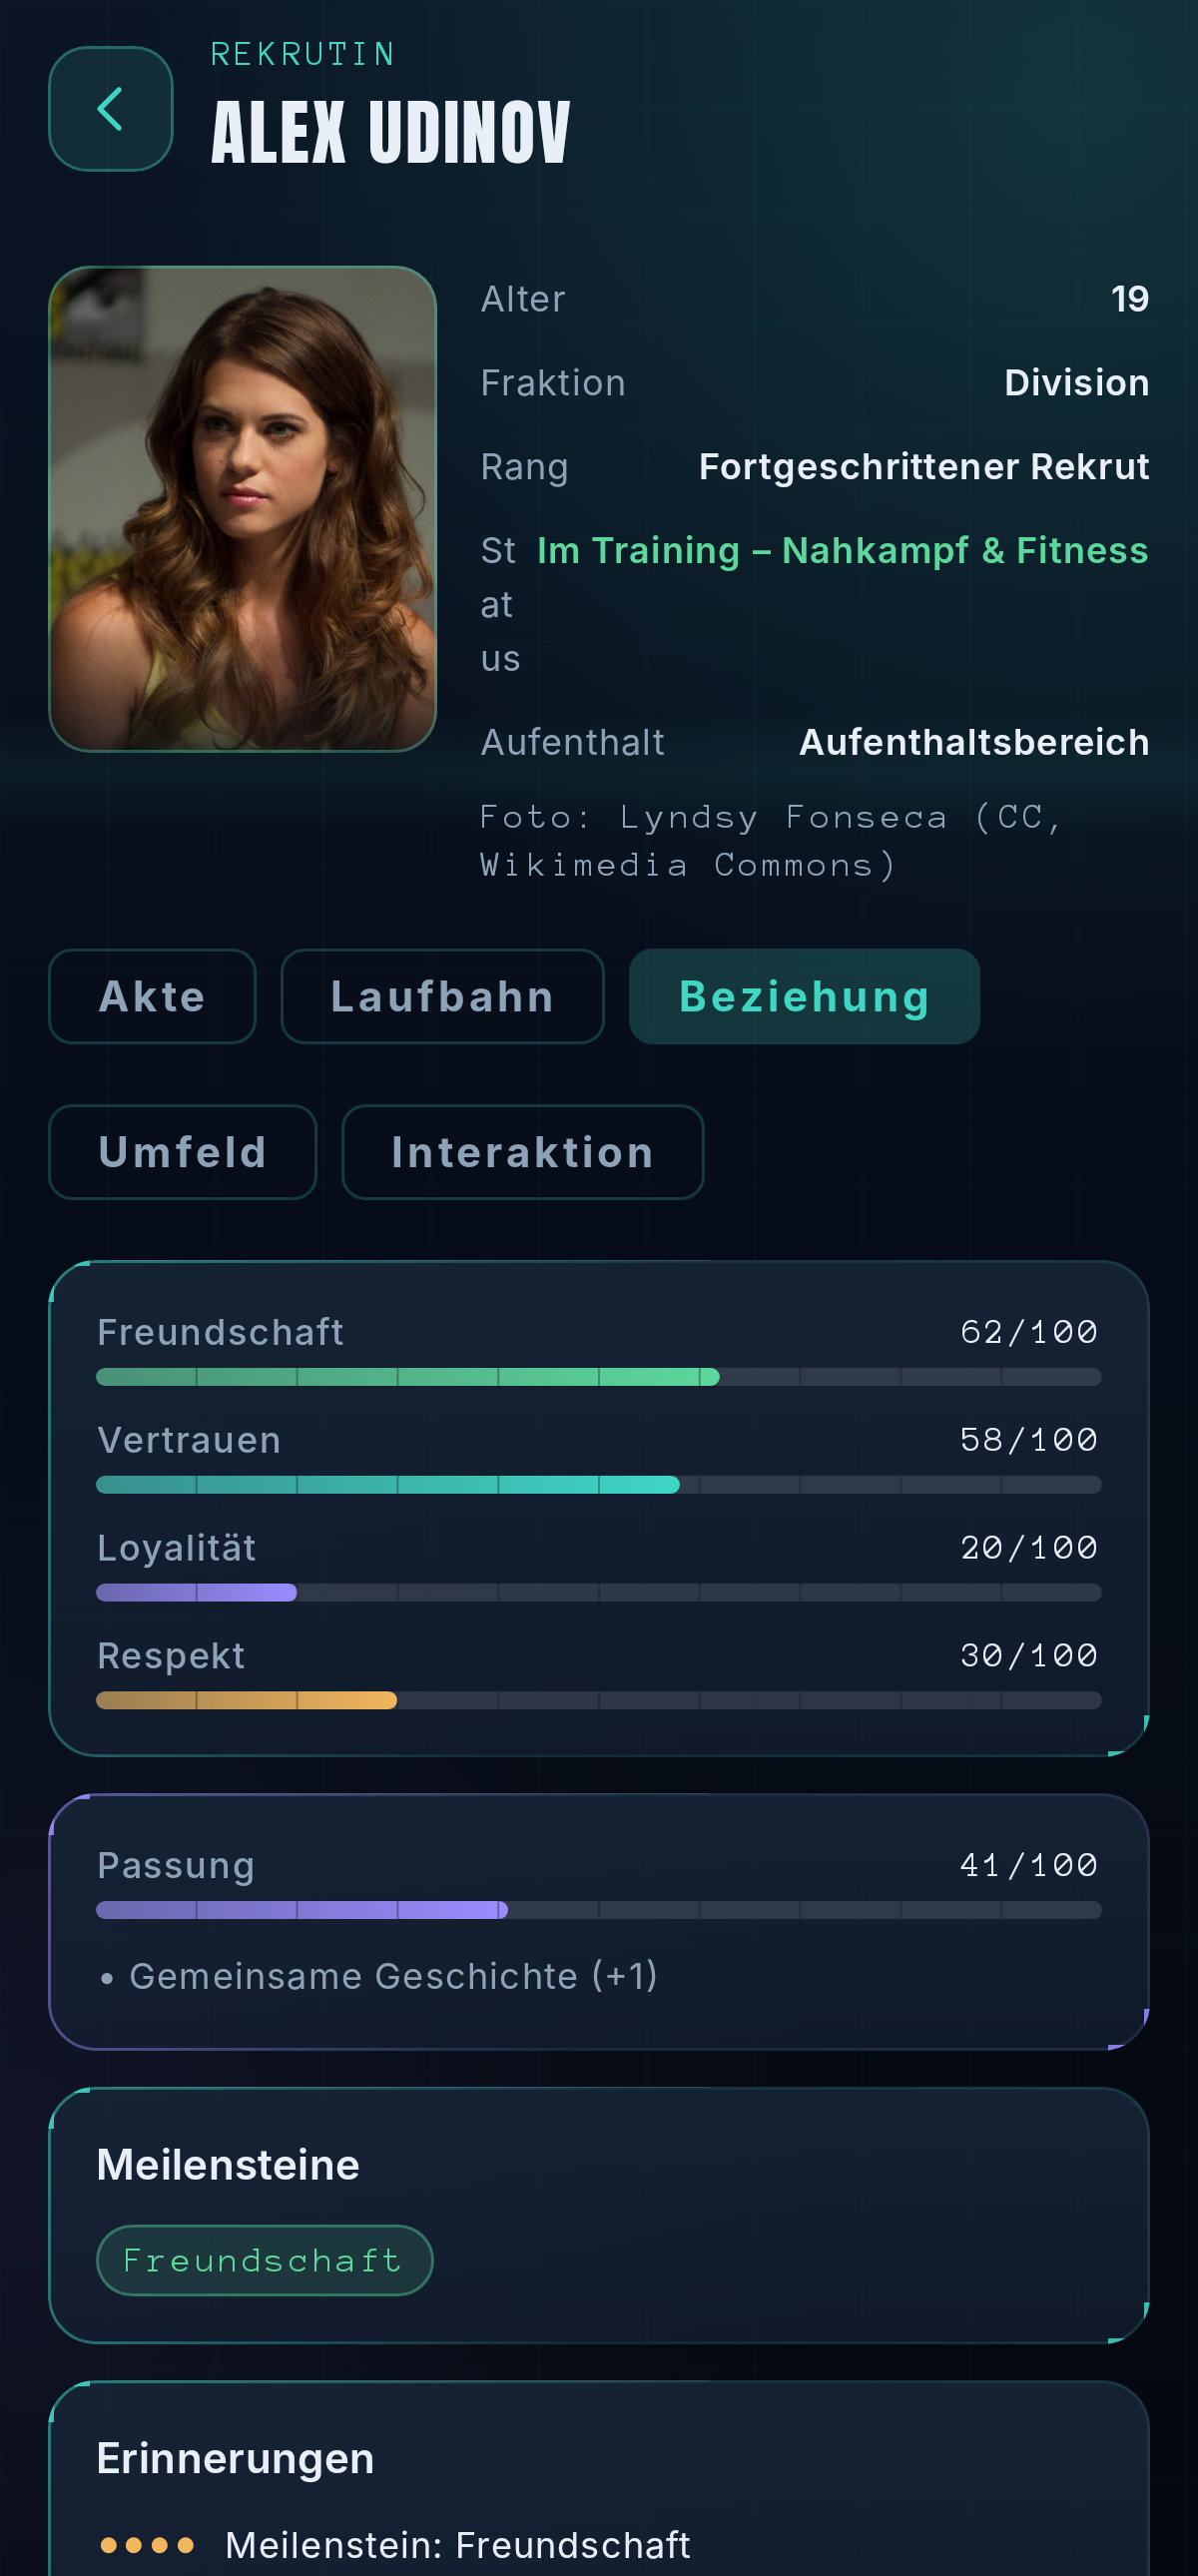 REKRUTIN
ALEX UDINOV
Alter 19
Fraktion Division
Rang Fortgeschrittener Rekrut
St Im Training – Nahkampf & Fitness
at
us
Aufenthalt Aufenthaltsbereich
Foto: Lyndsy Fonseca (CC,
Wikimedia Commons)
Akte Laufbahn Beziehung
Umfeld Interaktion
Freundschaft 62/100
Vertrauen 58/100
Loyalität 20/100
Respekt 30/100
Passung 41/100
• Gemeinsame Geschichte (+1)
Meilensteine
Freundschaft
Erinnerungen
Meilenstein: Freundschaft